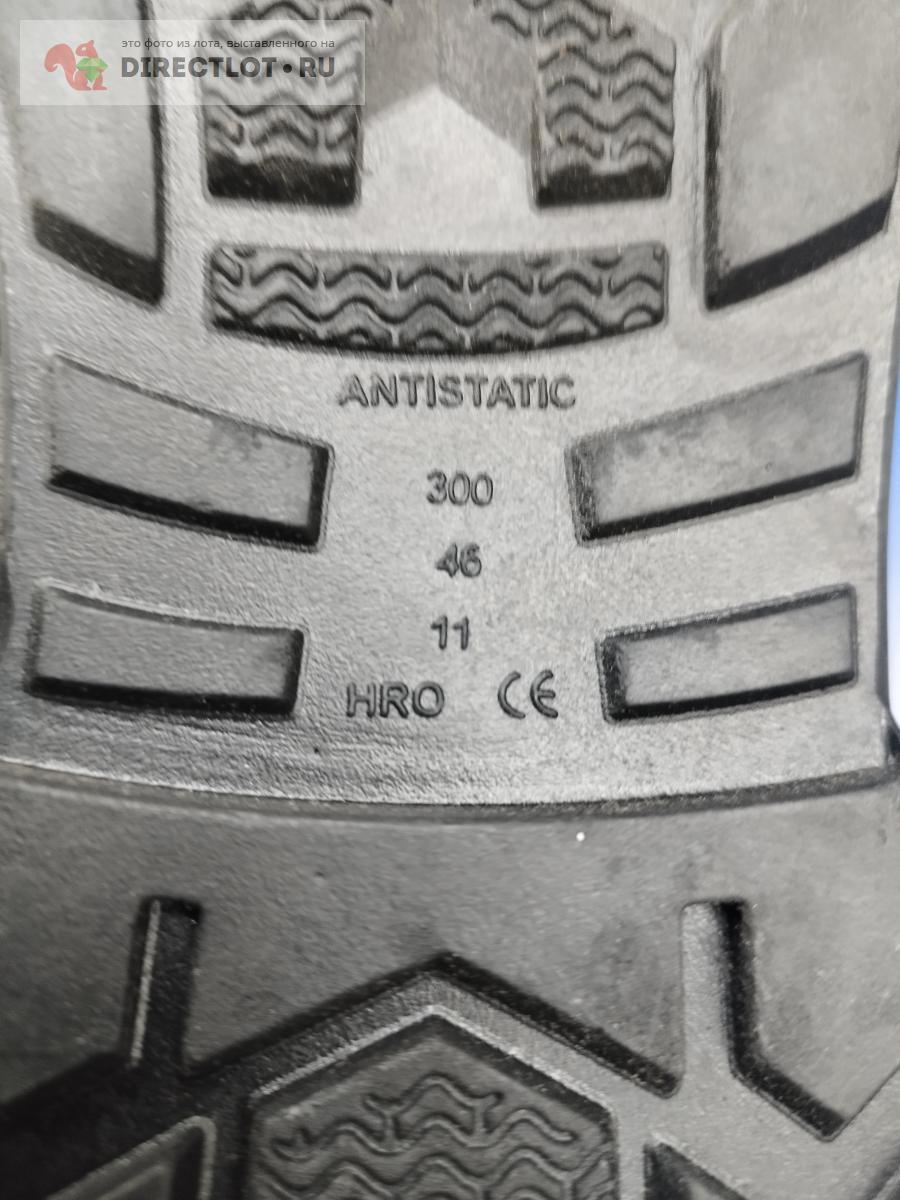 это фото из лота, выставленного на
DIRECTLOT•RU
ANTISTATIC
300
46
11
HRO CE